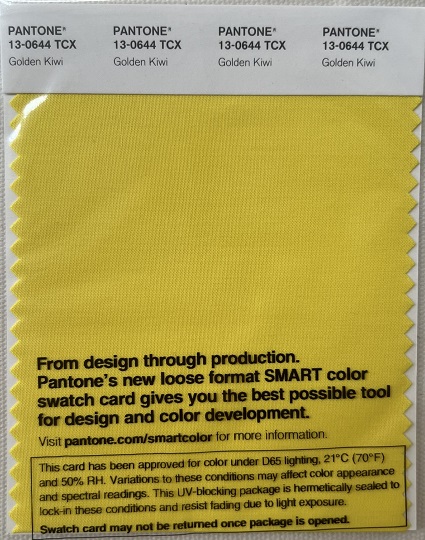 PANTONE® PANTONE® PANTONE® PANTONE®
13-0644 TCX 13-0644 TCX 13-0644 TCX 13-0644 TCX
Golden Kiwi Golden Kiwi Golden Kiwi Golden Kiwi
From design through production.
Pantone's new loose format SMART color
swatch card gives you the best possible tool
for design and color development.
Visit pantone.com/smartcolor for more information.
This card has been approved for color under D65 lighting, 21°C (70°F)
and 50% RH. Variations to these conditions may affect color appearance
and spectral readings. This UV-blocking package is hermetically sealed to
lock-in these conditions and resist fading due to light exposure.
Swatch card may not be returned once package is opened.